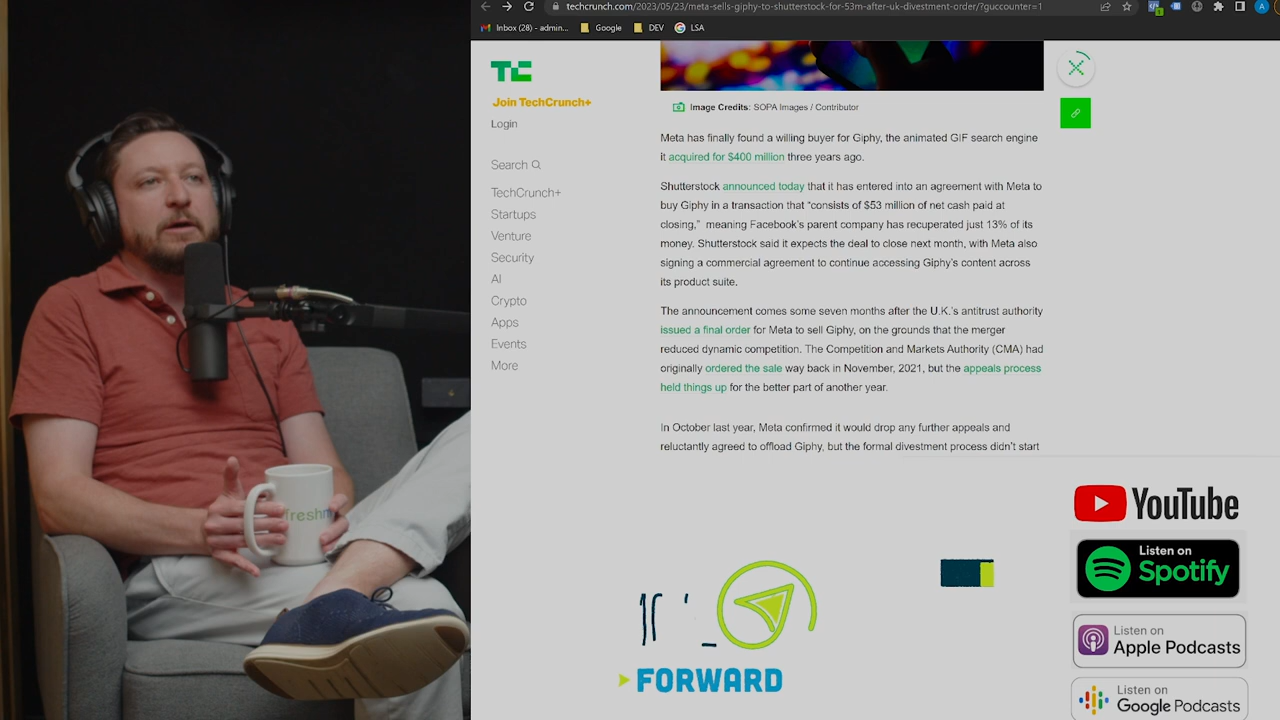 techcrunch.com/2023/05/23/meta-sells-giphy-to-shutterstock-for-53m-after-uk-divestment-order/?guccounter=1
Inbox (28) - admin...
Google
DEV
LSA
TC
Join TechCrunch+
Login
Search
TechCrunch+
Startups
Venture
Security
AI
Crypto
Apps
Events
More
Image Credits: SOPA Images / Contributor
Meta has finally found a willing buyer for Giphy, the animated GIF search engine
it acquired for $400 million three years ago.
Shutterstock announced today that it has entered into an agreement with Meta to
buy Giphy in a transaction that “consists of $53 million of net cash paid at
closing,” meaning Facebook’s parent company has recuperated just 13% of its
money. Shutterstock said it expects the deal to close next month, with Meta also
signing a commercial agreement to continue accessing Giphy’s content across
its product suite.
The announcement comes some seven months after the U.K.’s antitrust authority
issued a final order for Meta to sell Giphy, on the grounds that the merger
reduced dynamic competition. The Competition and Markets Authority (CMA) had
originally ordered the sale way back in November, 2021, but the appeals process
held things up for the better part of another year.
In October last year, Meta confirmed it would drop any further appeals and
reluctantly agreed to offload Giphy, but the formal divestment process didn’t start
fresh
FORWARD
YouTube
Listen on
Spotify
Listen on
Apple Podcasts
Listen on
Google Podcasts
A